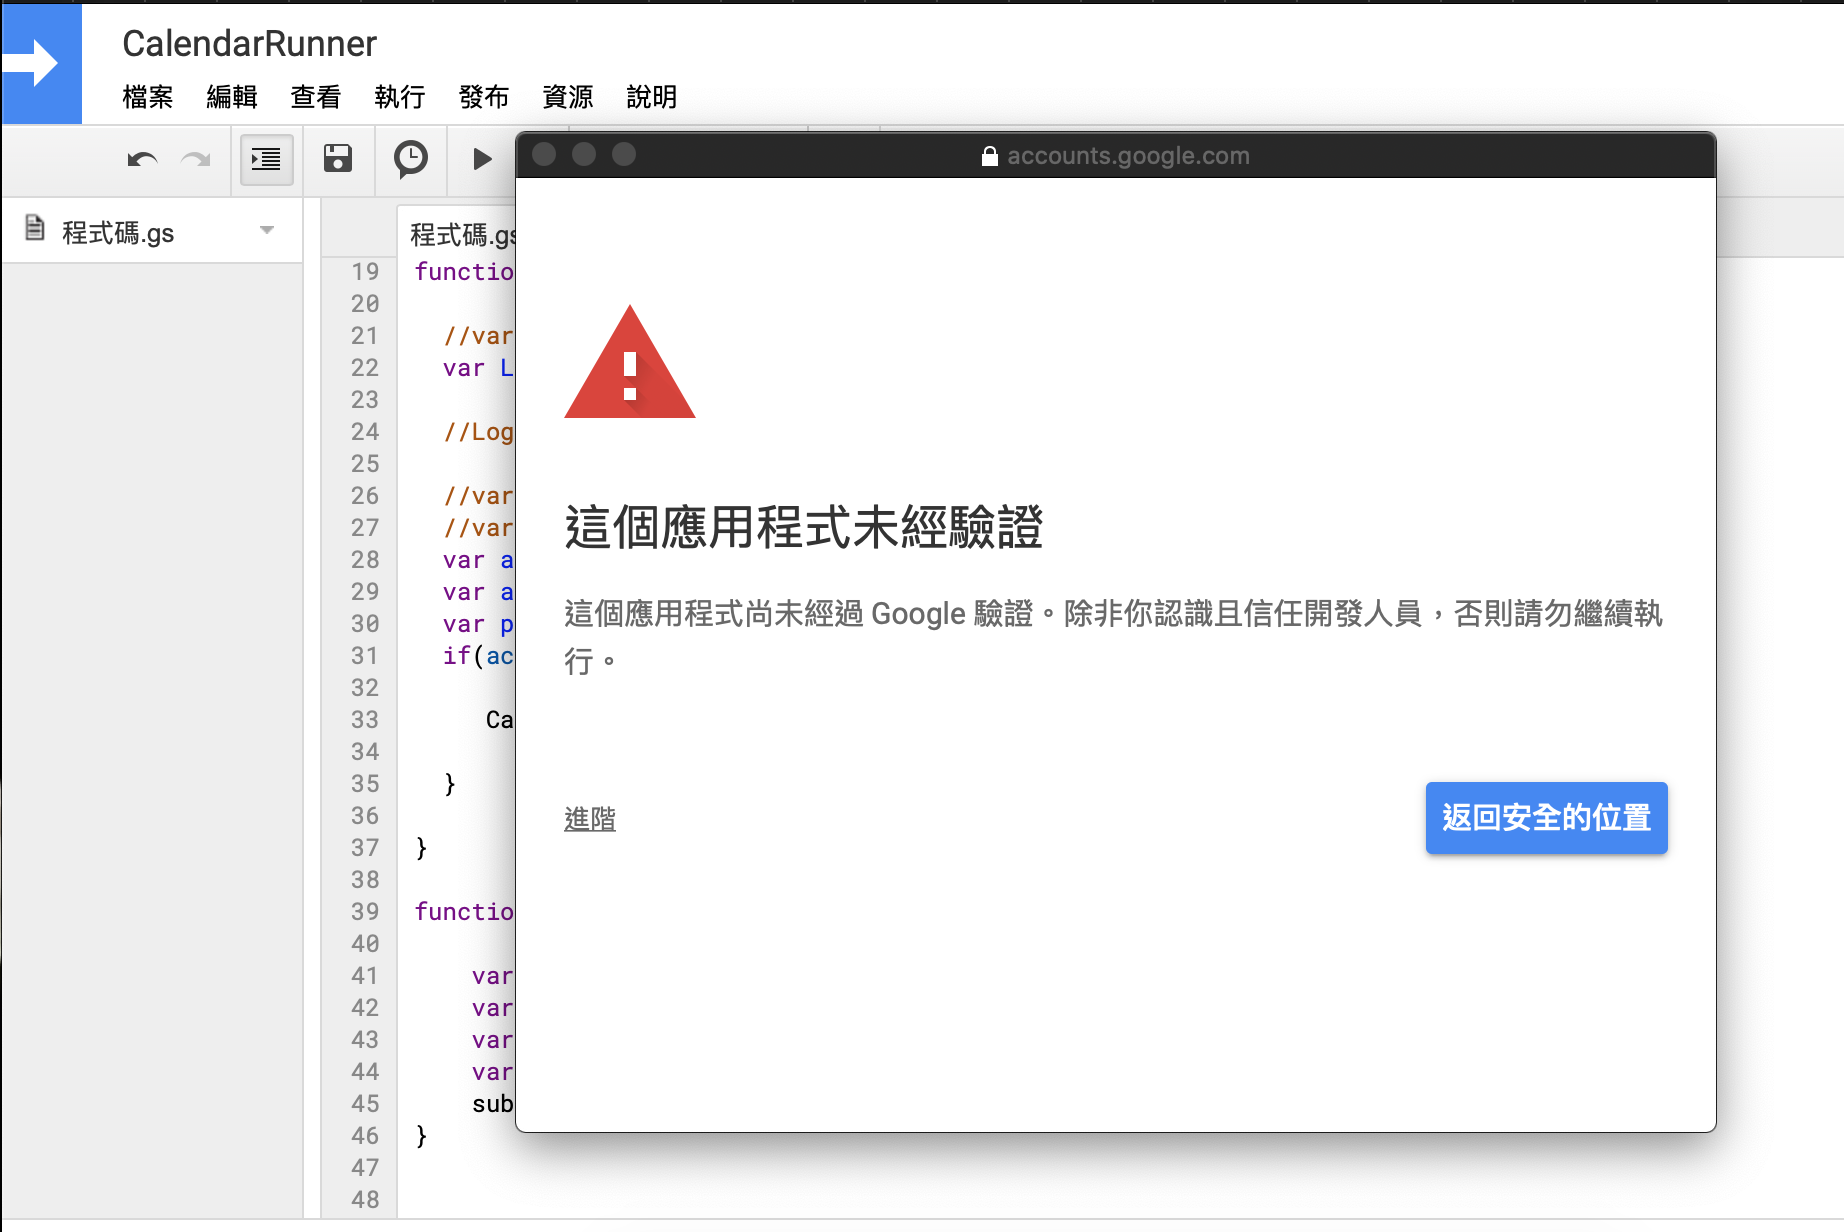 CalendarRunner
檔案 編輯 查看 執行 發布 資源 說明
accounts.google.com
程式碼.gs
程式碼.gs
19 functio
20
21 //var
22 var L
23
24 //Log
25
26 //var
27 //var
28 var a
29 var a
30 var p
31 if(ac
32
33 Ca
34
35 }
36
37 }
38
39 functio
40
41 var
42 var
43 var
44 var
45 sub
46 }
47
48
這個應用程式未經驗證
這個應用程式尚未經過 Google 驗證。除非你認識且信任開發人員，否則請勿繼續執
行。
進階
返回安全的位置